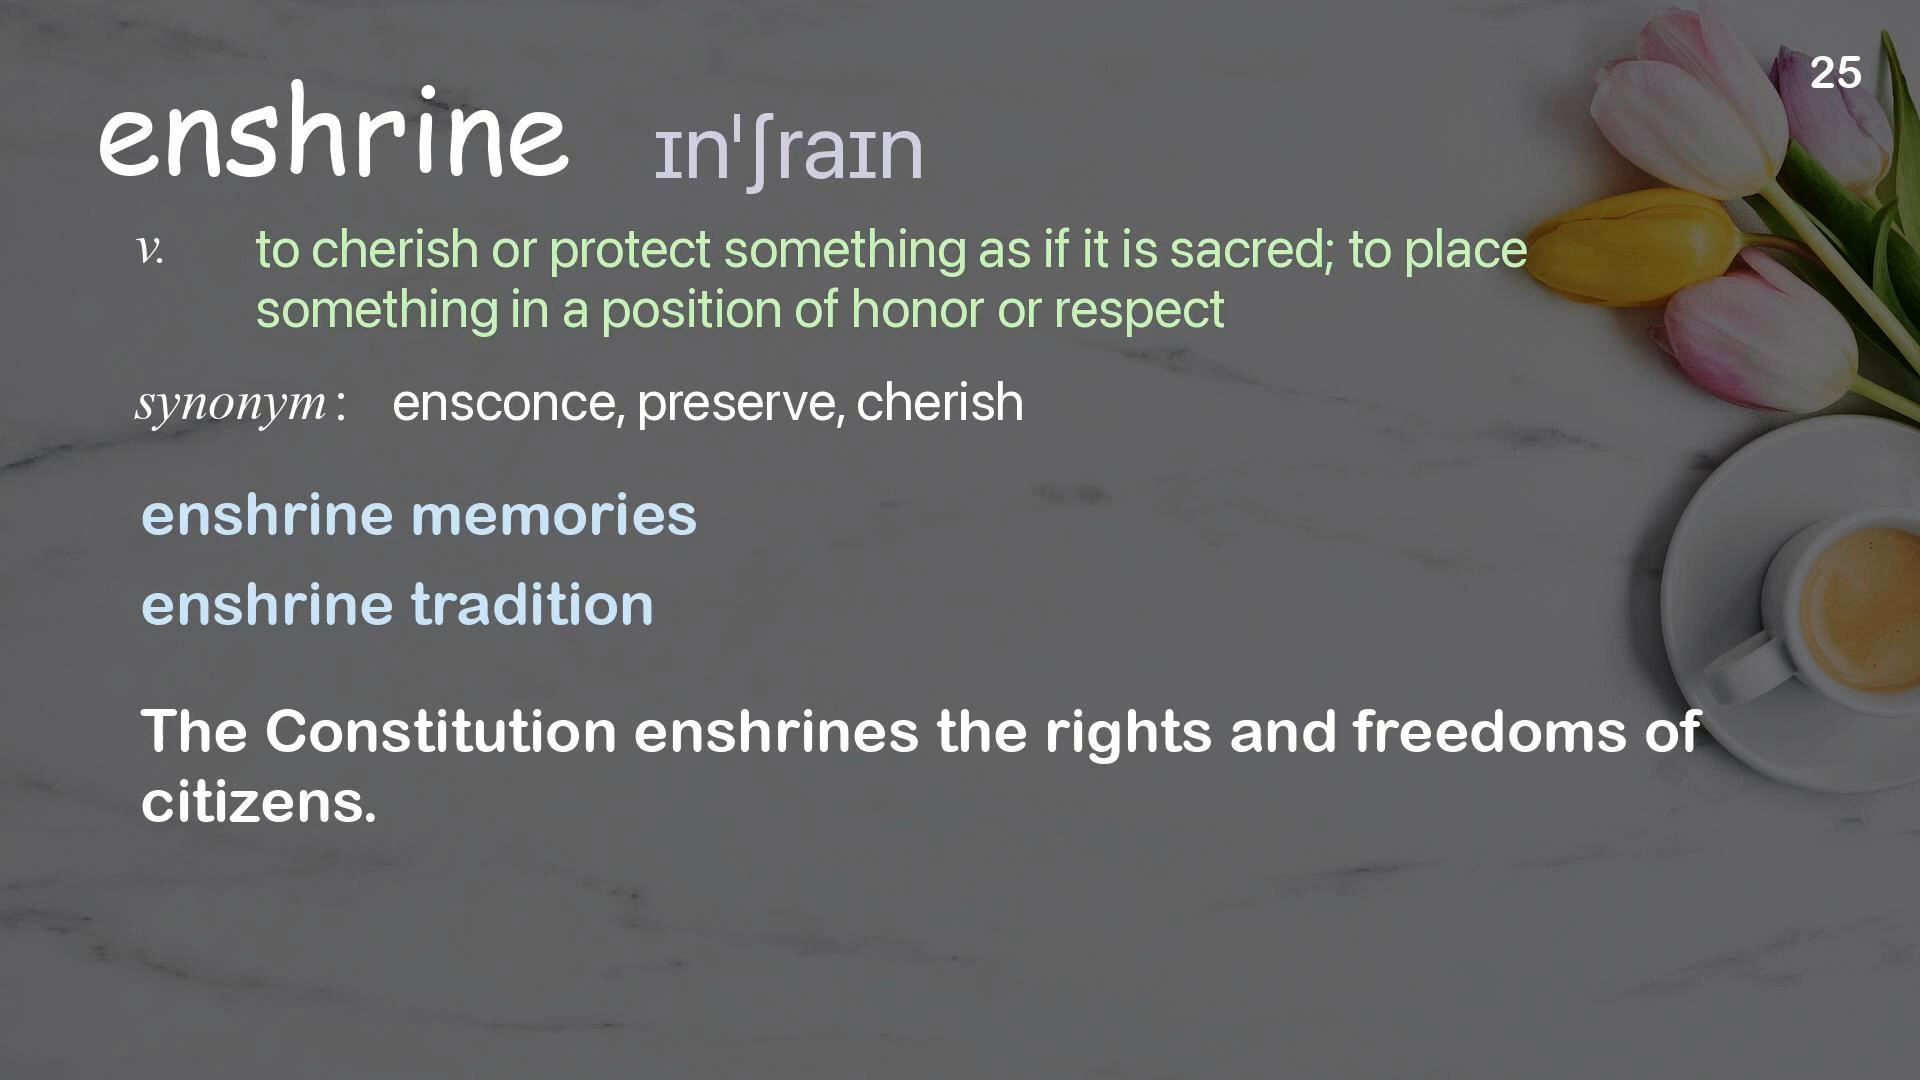 25
enshrine ɪnˈʃraɪn
v. to cherish or protect something as if it is sacred; to place
something in a position of honor or respect
synonym: ensconce, preserve, cherish
enshrine memories
enshrine tradition
The Constitution enshrines the rights and freedoms of
citizens.